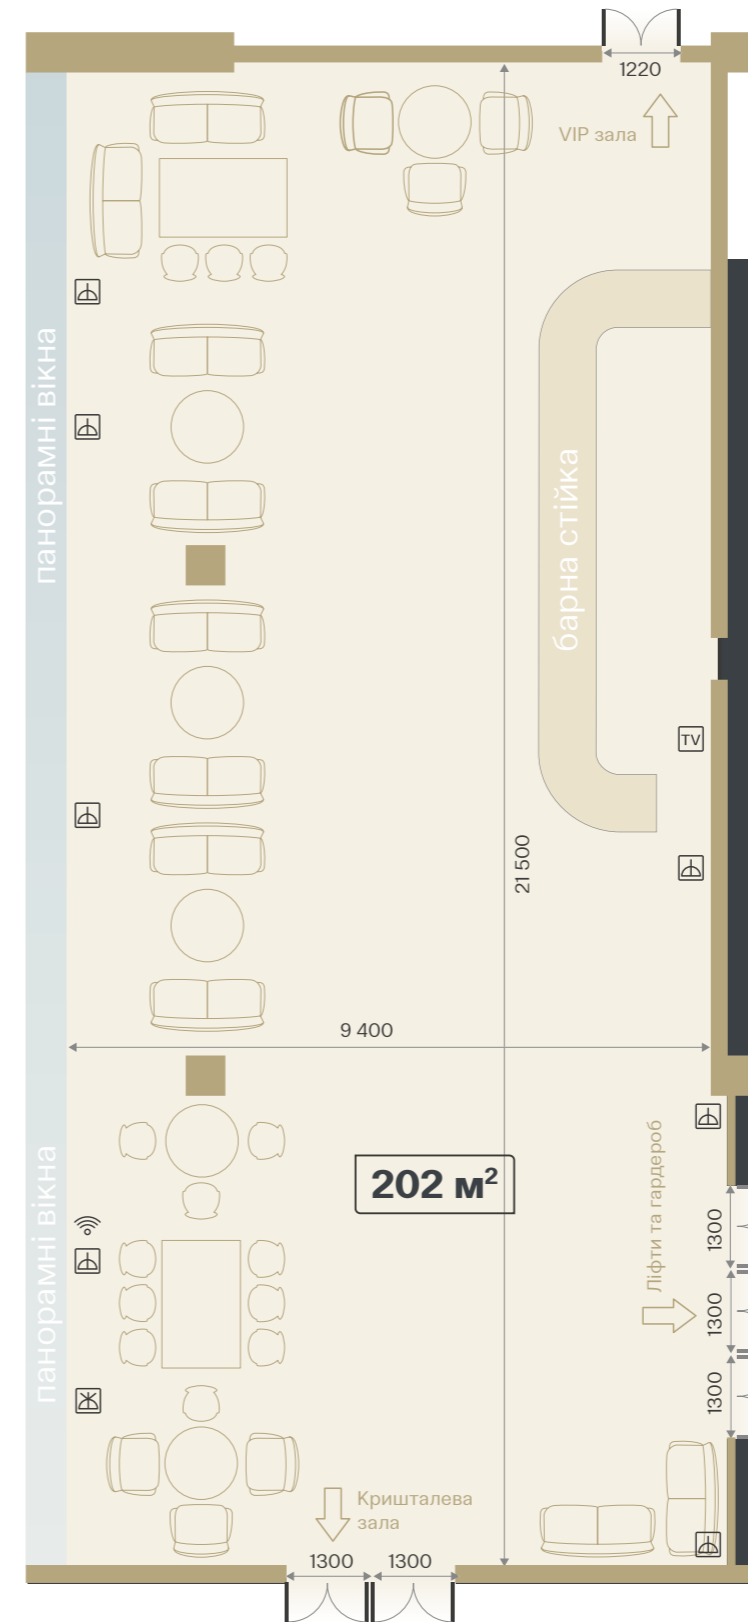 1220
VIP зала
панорамні вікна
барна стійка
TV
21 500
9 400
202 м²
Ліфти та гардероб
1300
1300
1300
панорамні вікна
Кришталева
зала
1300
1300